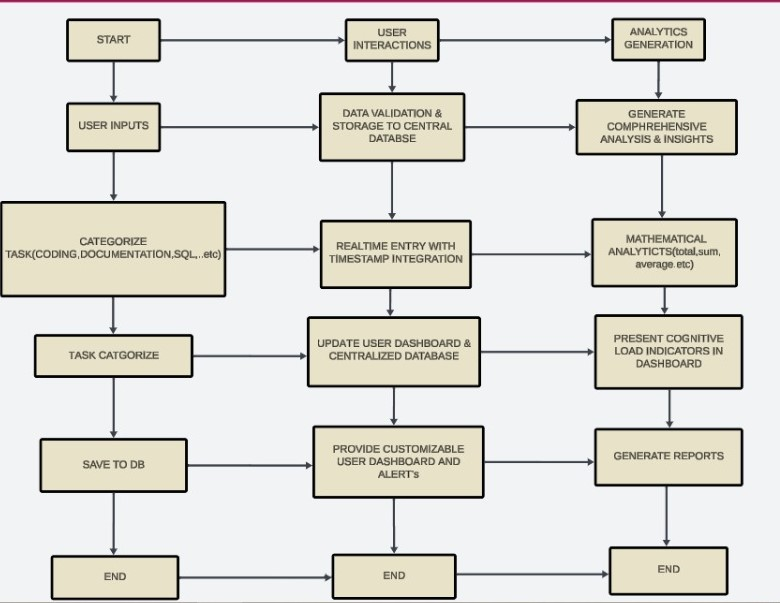 START
USER
INTERACTIONS
ANALYTICS
GENERATION
USER INPUTS
DATA VALIDATION &
STORAGE TO CENTRAL
DATABSE
GENERATE
COMPHREHENSIVE
ANALYSIS & INSIGHTS
CATEGORIZE
TASK(CODING,DOCUMENTATION,SQL,..etc)
REALTIME ENTRY WITH
TIMESTAMP INTEGRATION
MATHEMATICAL
ANALYTICTS(total,sum,
average.etc)
TASK CATGORIZE
UPDATE USER DASHBOARD &
CENTRALIZED DATABASE
PRESENT COGNITIVE
LOAD INDICATORS IN
DASHBOARD
SAVE TO DB
PROVIDE CUSTOMIZABLE
USER DASHBOARD AND
ALERT's
GENERATE REPORTS
END
END
END